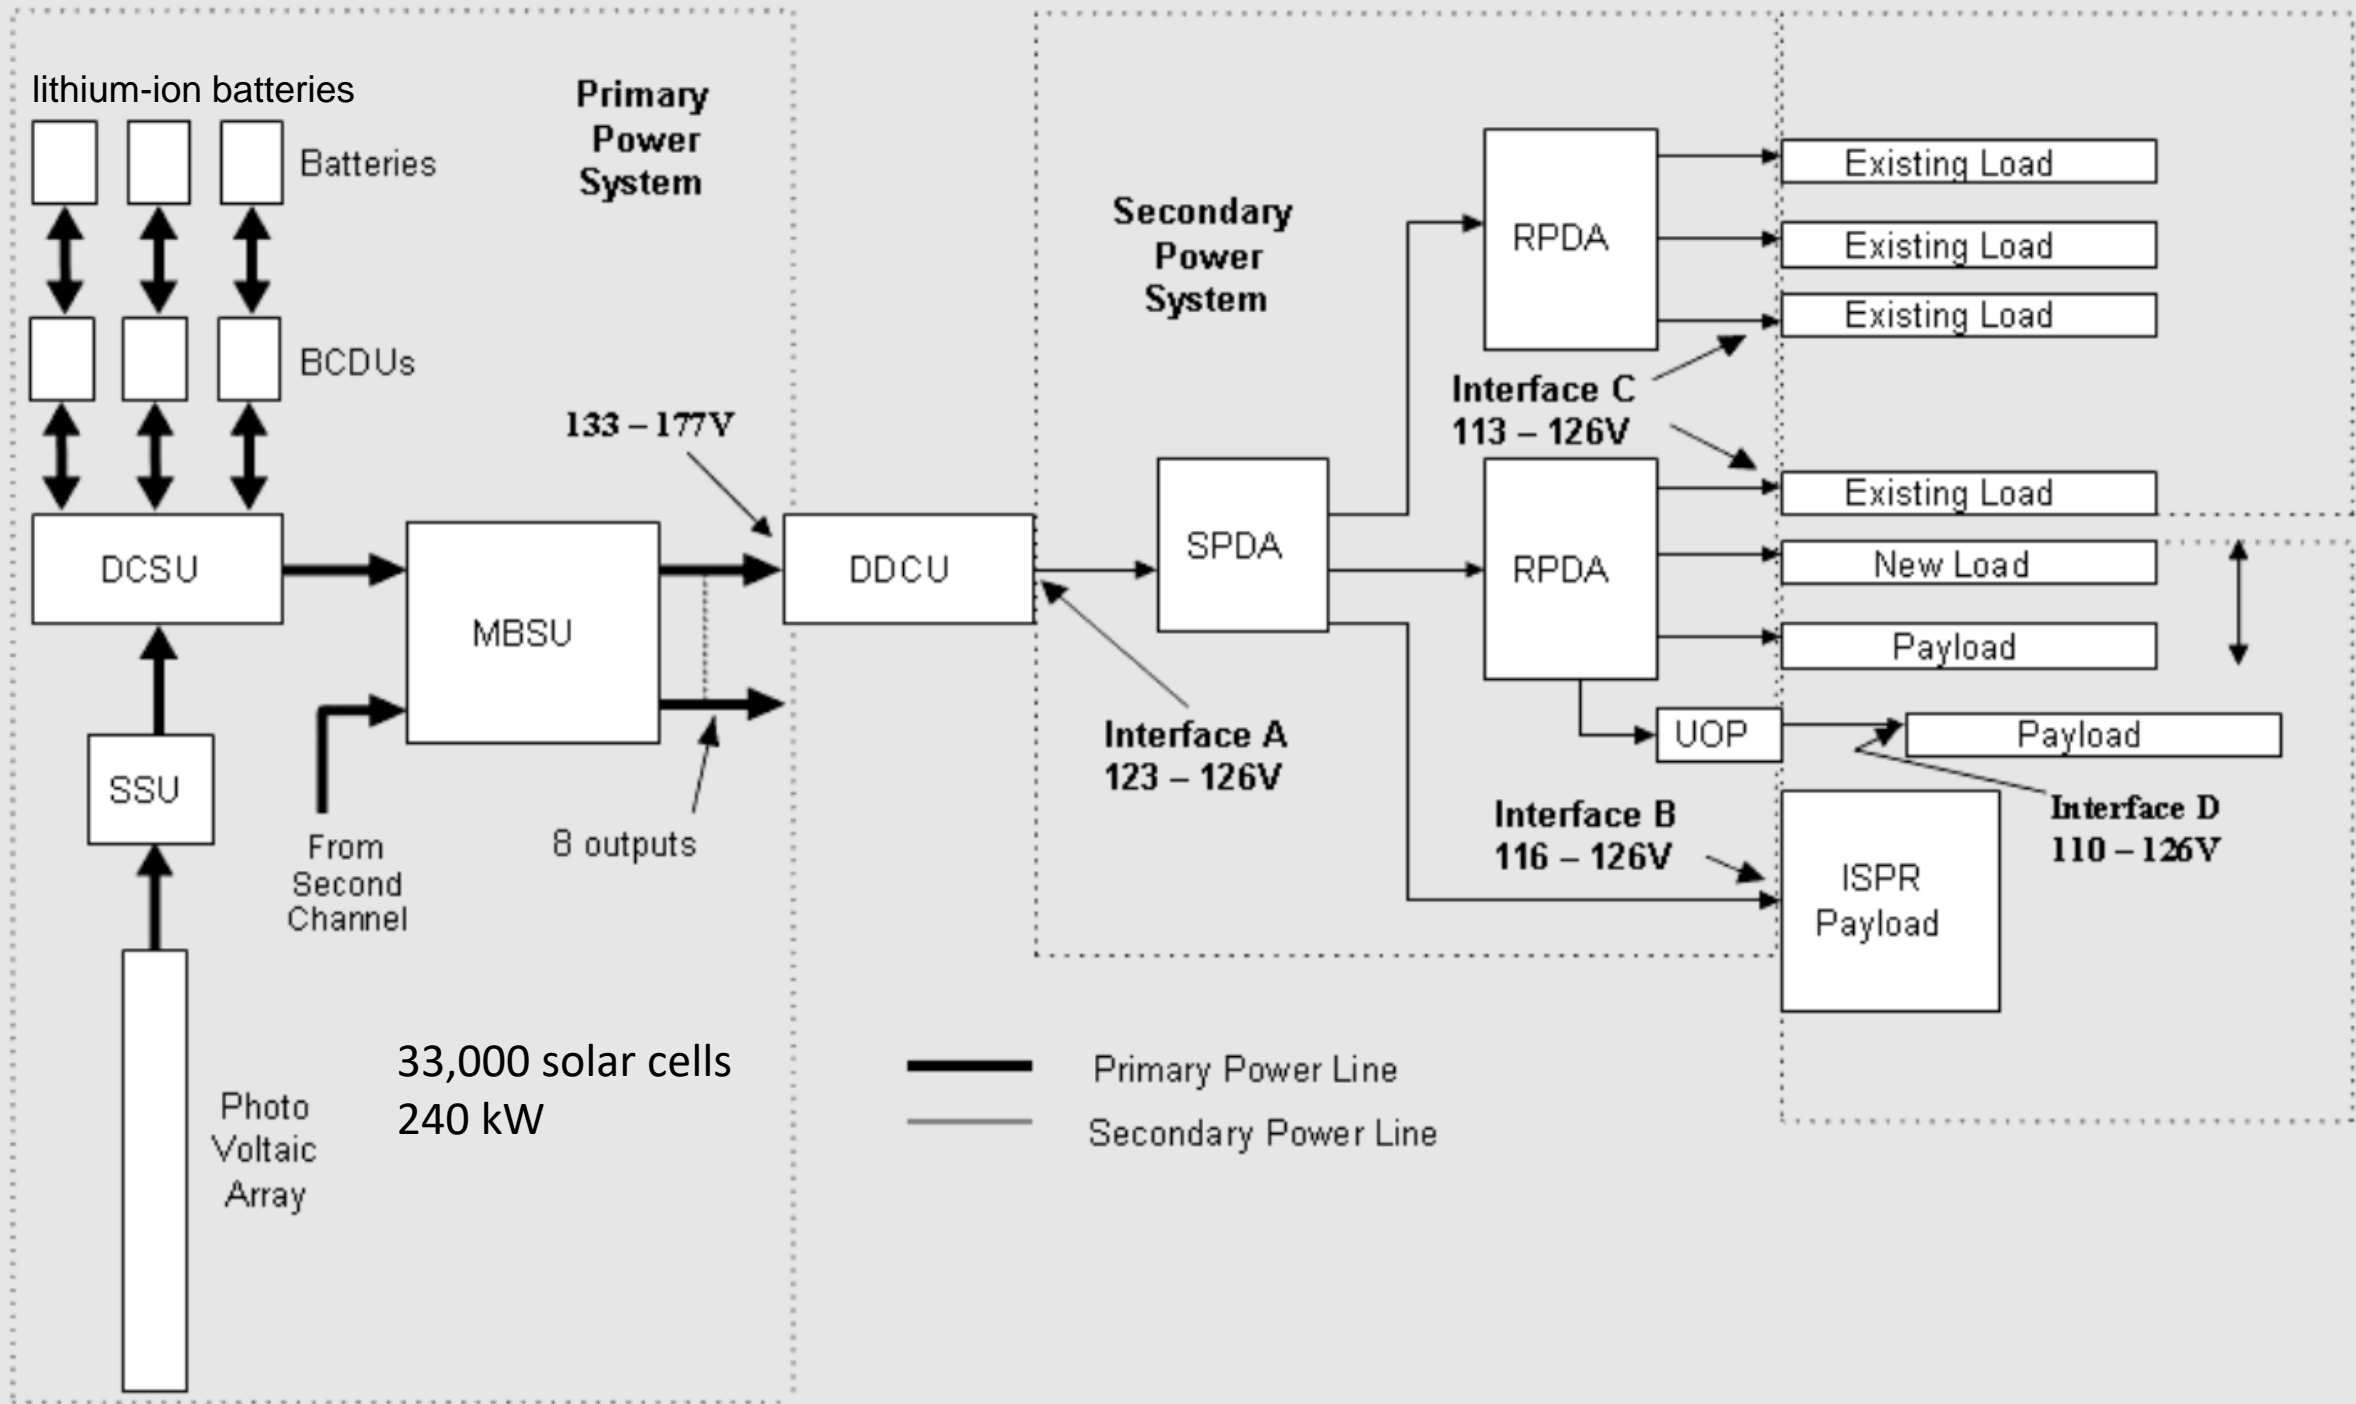 lithium-ion batteries
Batteries
BCDUs
Primary
Power
System
133 – 177V
DCSU
MBSU
DDCU
SSU
From
Second
Channel
8 outputs
Photo
Voltaic
Array
33,000 solar cells
240 kW
Secondary
Power
System
SPDA
Interface A
123 – 126V
RPDA
Existing Load
Existing Load
Existing Load
Interface C
113 – 126V
RPDA
Existing Load
New Load
Payload
UOP
Payload
Interface D
110 – 126V
Interface B
116 – 126V
ISPR
Payload
Primary Power Line
Secondary Power Line